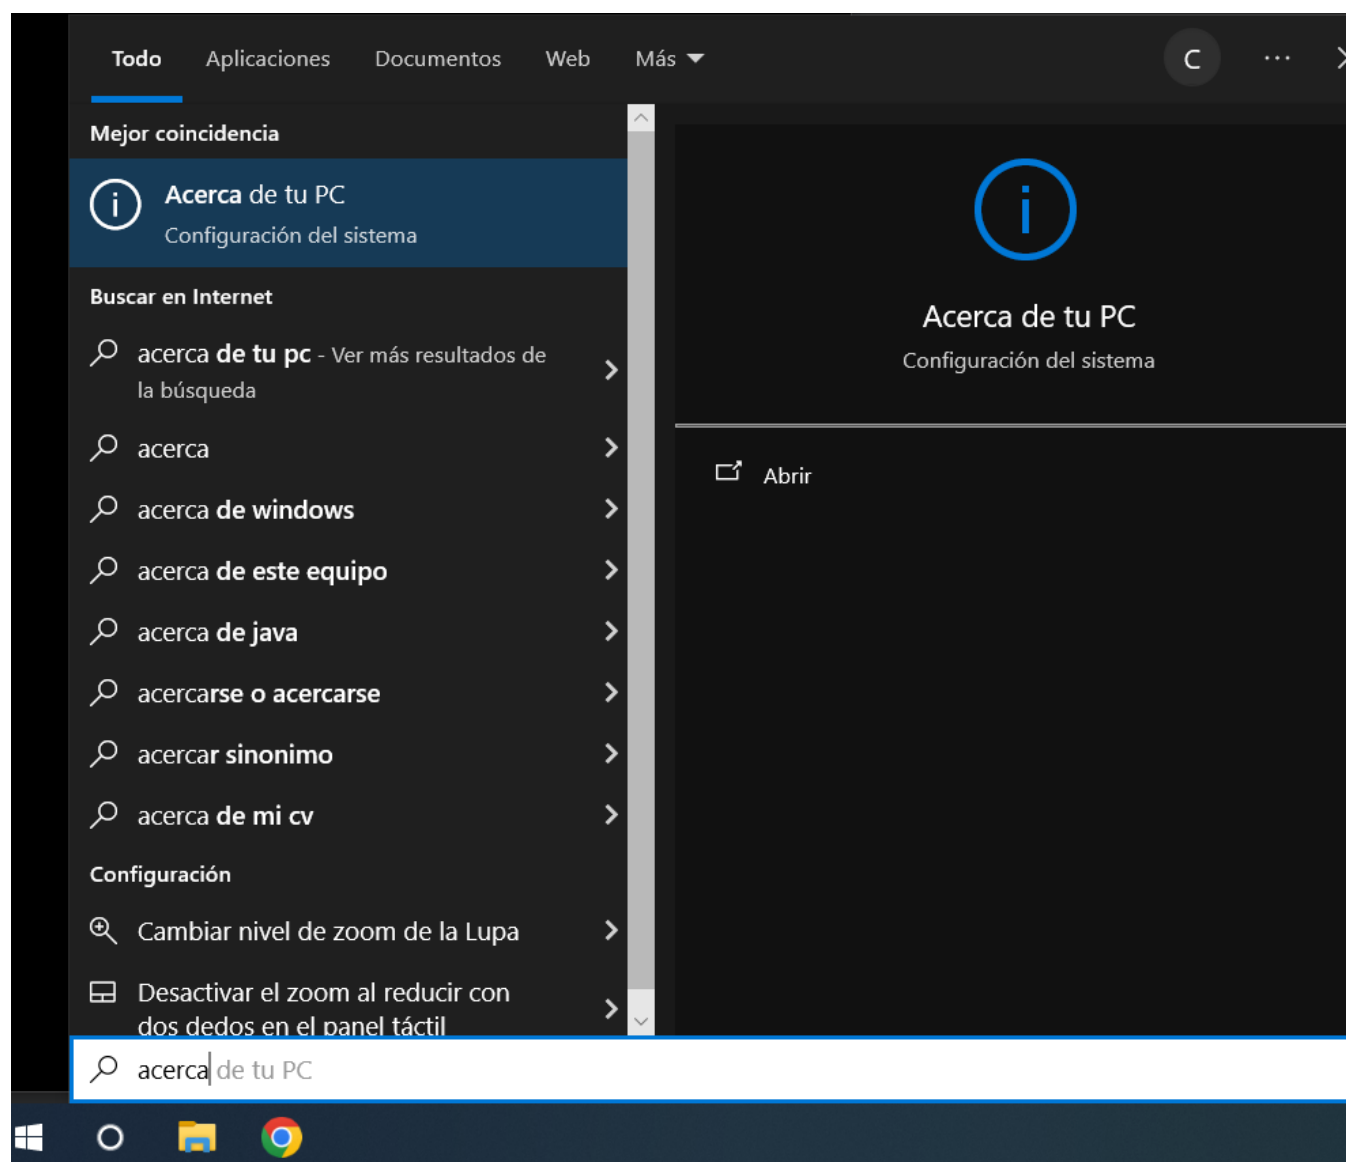 Todo Aplicaciones Documentos Web Más
C
Mejor coincidencia
Acerca de tu PC
Configuración del sistema
Buscar en Internet
acerca de tu pc - Ver más resultados de
la búsqueda
acerca
acerca de windows
acerca de este equipo
acerca de java
acercarse o acercarse
acercar sinonimo
acerca de mi cv
Configuración
Cambiar nivel de zoom de la Lupa
Desactivar el zoom al reducir con
dos dedos en el panel táctil
Acerca de tu PC
Configuración del sistema
Abrir
acerca de tu PC